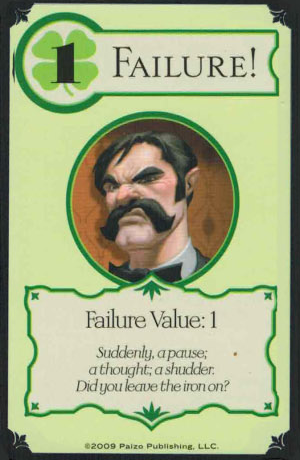 1 FAILURE!
Failure Value: 1
Suddenly, a pause;
a thought; a shudder.
Did you leave the iron on?
©2009 Paizo Publishing, LLC.